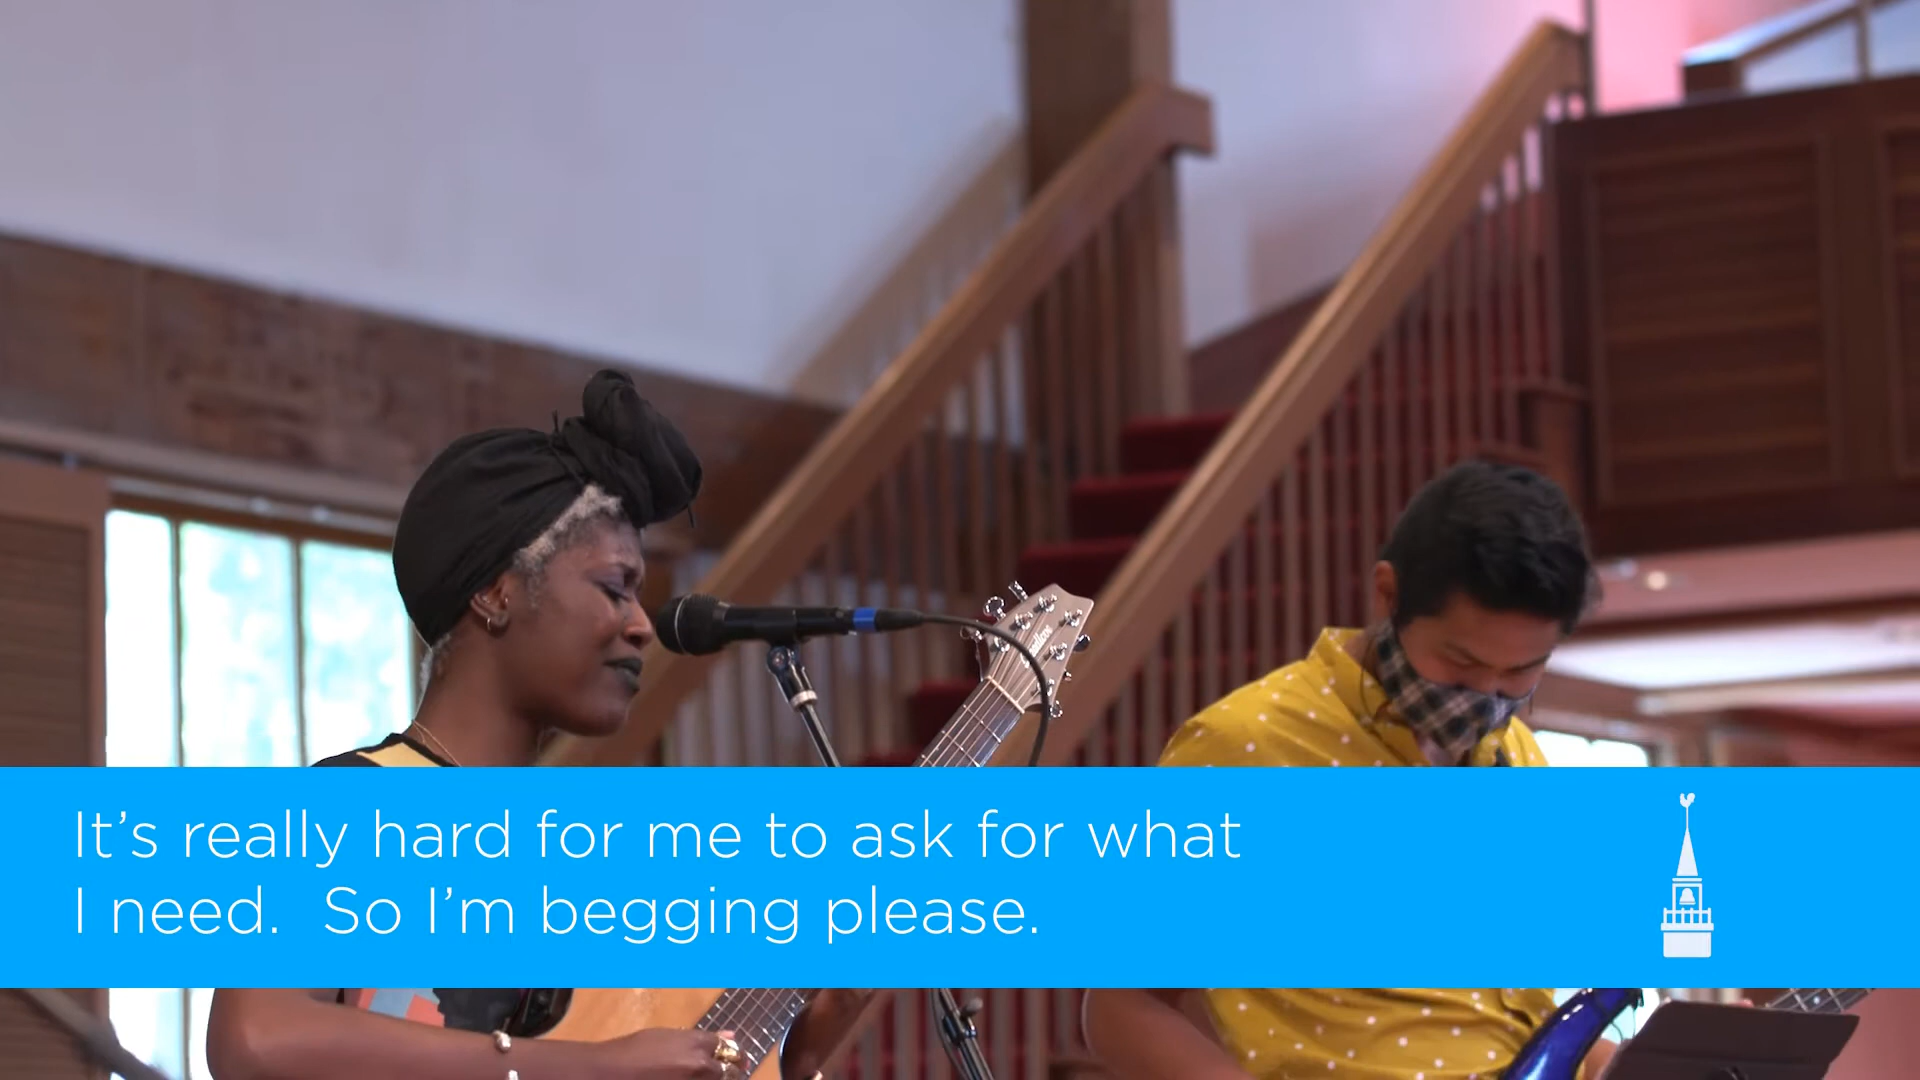 It’s really hard for me to ask for what
I need.  So I’m begging please.